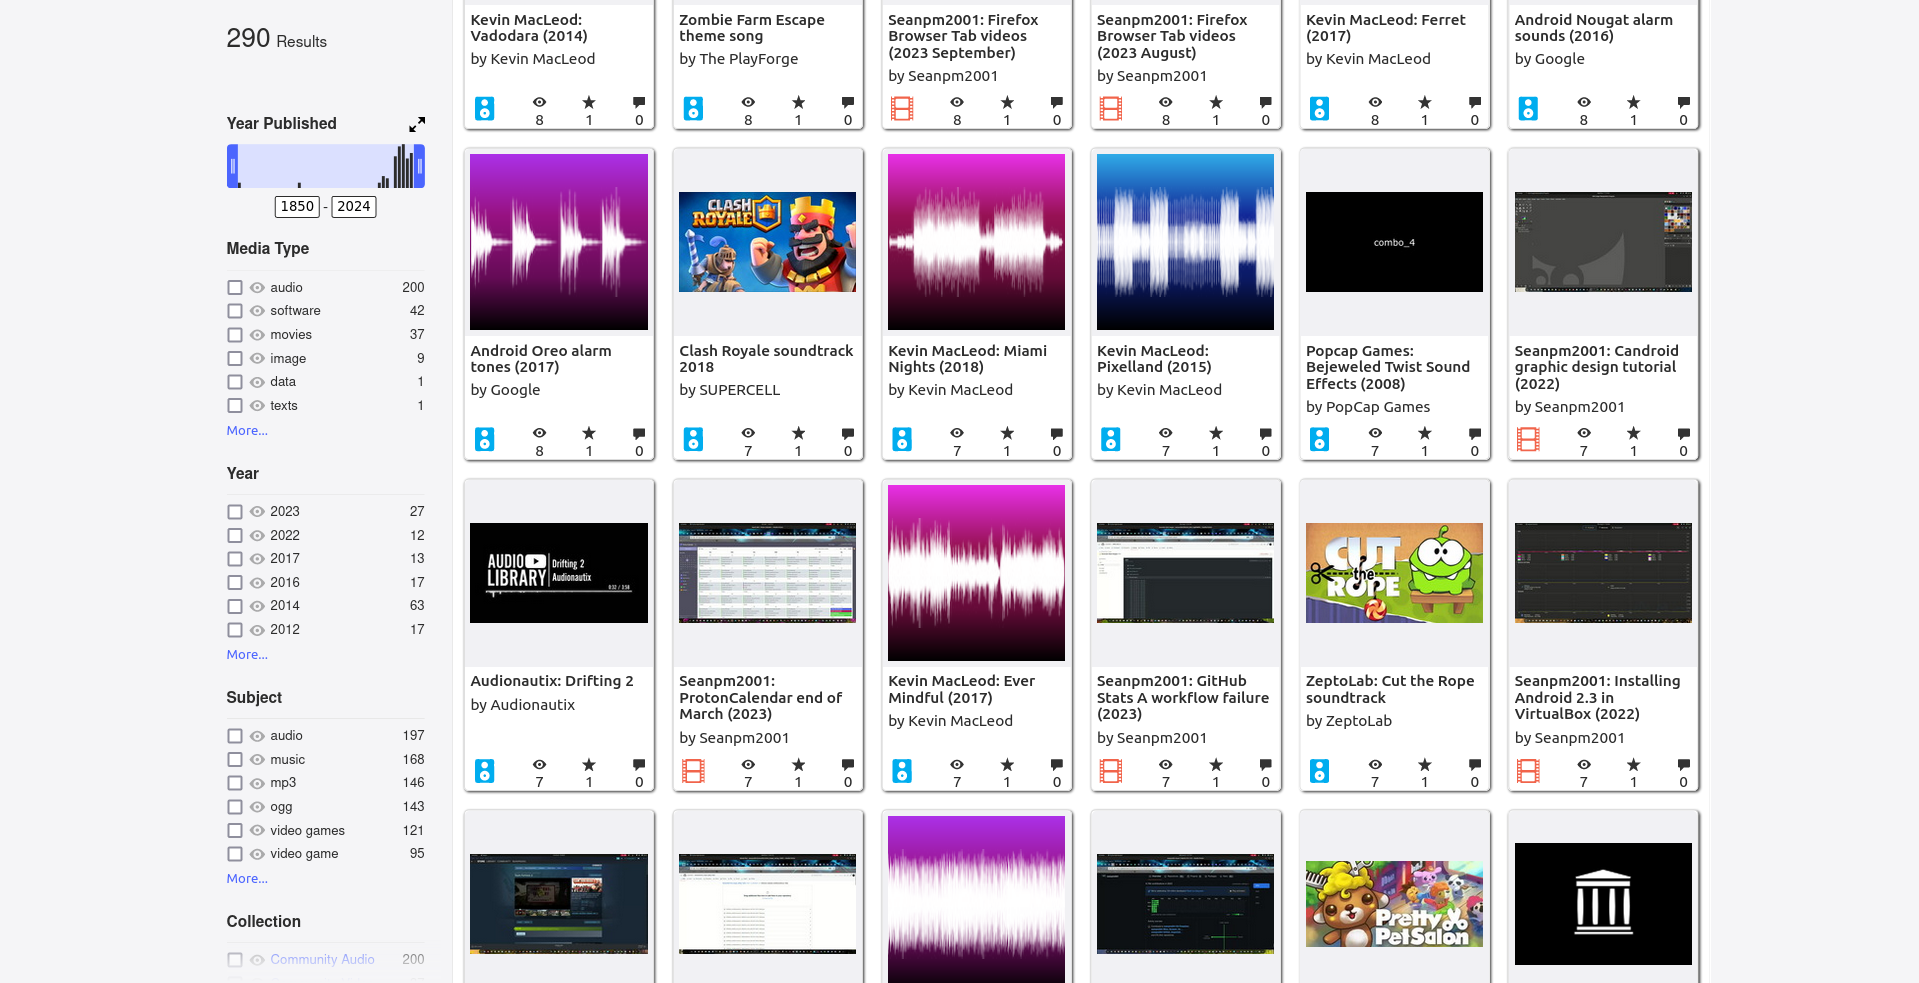 290 Results
Year Published
1850 - 2024
Media Type
audio 200
software 42
movies 37
image 9
data 1
texts 1
More...
Year
2023 27
2022 12
2017 13
2016 17
2014 63
2012 17
More...
Subject
audio 197
music 168
mp3 146
ogg 143
video games 121
video game 95
More...
Collection
Community Audio 200
Kevin MacLeod:
Vadodara (2014)
by Kevin MacLeod
8 1 0
Zombie Farm Escape
theme song
by The PlayForge
8 1 0
Seanpm2001: Firefox
Browser Tab videos
(2023 September)
by Seanpm2001
8 1 0
Seanpm2001: Firefox
Browser Tab videos
(2023 August)
by Seanpm2001
8 1 0
Kevin MacLeod: Ferret
(2017)
by Kevin MacLeod
8 1 0
Android Nougat alarm
sounds (2016)
by Google
8 1 0
Android Oreo alarm
tones (2017)
by Google
8 1 0
CLASH
ROYALE
Clash Royale soundtrack
2018
by SUPERCELL
7 1 0
Kevin MacLeod: Miami
Nights (2018)
by Kevin MacLeod
7 1 0
Kevin MacLeod:
Pixelland (2015)
by Kevin MacLeod
7 1 0
combo_4
Popcap Games:
Bejeweled Twist Sound
Effects (2008)
by PopCap Games
7 1 0
Seanpm2001: Candroid
graphic design tutorial
(2022)
by Seanpm2001
7 1 0
AUDIO
LIBRARY
Drifting 2
Audionautix
Audionautix: Drifting 2
by Audionautix
7 1 0
Seanpm2001:
ProtonCalendar end of
March (2023)
by Seanpm2001
7 1 0
Kevin MacLeod: Ever
Mindful (2017)
by Kevin MacLeod
7 1 0
Seanpm2001: GitHub
Stats A workflow failure
(2023)
by Seanpm2001
7 1 0
CUT
the
ROPE
ZeptoLab: Cut the Rope
soundtrack
by ZeptoLab
7 1 0
Seanpm2001: Installing
Android 2.3 in
VirtualBox (2022)
by Seanpm2001
7 1 0
Pretty
Pet Salon